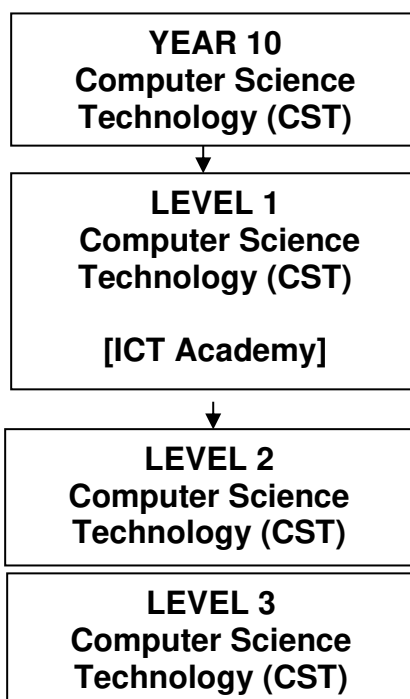 YEAR 10
Computer Science
Technology (CST)
LEVEL 1
Computer Science
Technology (CST)
[ICT Academy]
LEVEL 2
Computer Science
Technology (CST)
LEVEL 3
Computer Science
Technology (CST)